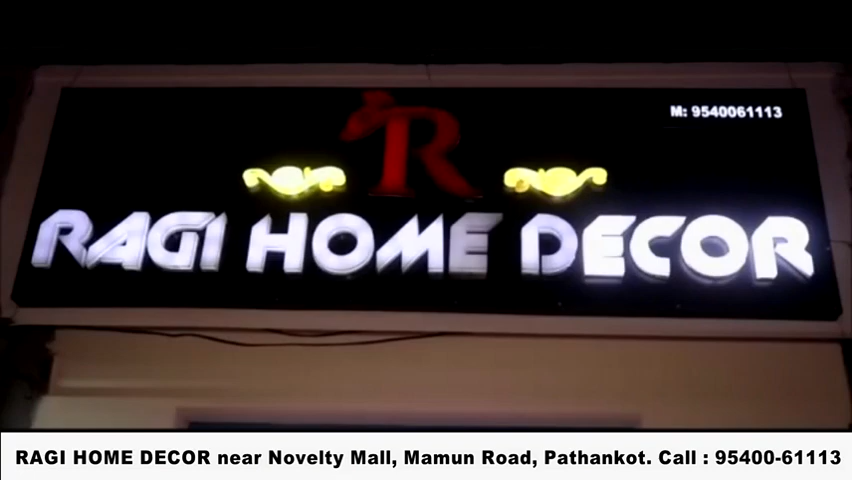 R
M: 9540061113
RAGI HOME DECOR
RAGI HOME DECOR near Novelty Mall, Mamun Road, Pathankot. Call : 95400-61113